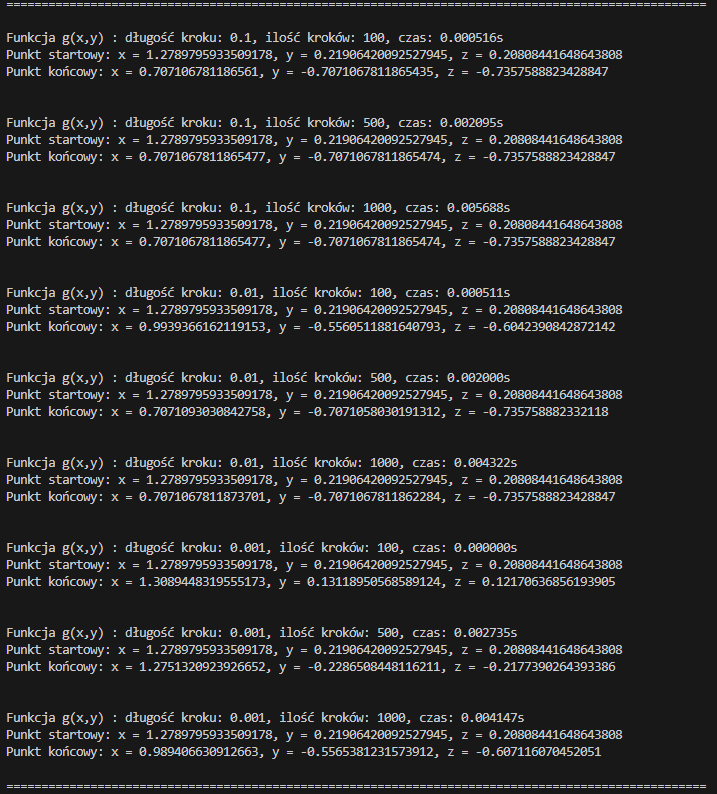 ====================================================================================================
Funkcja g(x,y) : długość kroku: 0.1, ilość kroków: 100, czas: 0.000516s
Punkt startowy: x = 1.2789795933509178, y = 0.21906420092527945, z = 0.20808441648643808
Punkt końcowy: x = 0.707106781186561, y = -0.7071067811865435, z = -0.7357588823428847
Funkcja g(x,y) : długość kroku: 0.1, ilość kroków: 500, czas: 0.002095s
Punkt startowy: x = 1.2789795933509178, y = 0.21906420092527945, z = 0.20808441648643808
Punkt końcowy: x = 0.7071067811865477, y = -0.7071067811865474, z = -0.7357588823428847
Funkcja g(x,y) : długość kroku: 0.1, ilość kroków: 1000, czas: 0.005688s
Punkt startowy: x = 1.2789795933509178, y = 0.21906420092527945, z = 0.20808441648643808
Punkt końcowy: x = 0.7071067811865477, y = -0.7071067811865474, z = -0.7357588823428847
Funkcja g(x,y) : długość kroku: 0.01, ilość kroków: 100, czas: 0.000511s
Punkt startowy: x = 1.2789795933509178, y = 0.21906420092527945, z = 0.20808441648643808
Punkt końcowy: x = 0.9939366162119153, y = -0.5560511881640793, z = -0.6042390842872142
Funkcja g(x,y) : długość kroku: 0.01, ilość kroków: 500, czas: 0.002000s
Punkt startowy: x = 1.2789795933509178, y = 0.21906420092527945, z = 0.20808441648643808
Punkt końcowy: x = 0.7071093030842758, y = -0.7071058030191312, z = -0.735758882332118
Funkcja g(x,y) : długość kroku: 0.01, ilość kroków: 1000, czas: 0.004322s
Punkt startowy: x = 1.2789795933509178, y = 0.21906420092527945, z = 0.20808441648643808
Punkt końcowy: x = 0.7071067811873701, y = -0.7071067811862284, z = -0.7357588823428847
Funkcja g(x,y) : długość kroku: 0.001, ilość kroków: 100, czas: 0.000000s
Punkt startowy: x = 1.2789795933509178, y = 0.21906420092527945, z = 0.20808441648643808
Punkt końcowy: x = 1.3089448319555173, y = 0.13118950568589124, z = 0.12170636856193905
Funkcja g(x,y) : długość kroku: 0.001, ilość kroków: 500, czas: 0.002735s
Punkt startowy: x = 1.2789795933509178, y = 0.21906420092527945, z = 0.20808441648643808
Punkt końcowy: x = 1.2751320923926652, y = -0.2286508448116211, z = -0.2177390264393386
Funkcja g(x,y) : długość kroku: 0.001, ilość kroków: 1000, czas: 0.004147s
Punkt startowy: x = 1.2789795933509178, y = 0.21906420092527945, z = 0.20808441648643808
Punkt końcowy: x = 0.989406630912663, y = -0.5565381231573912, z = -0.607116070452051
====================================================================================================